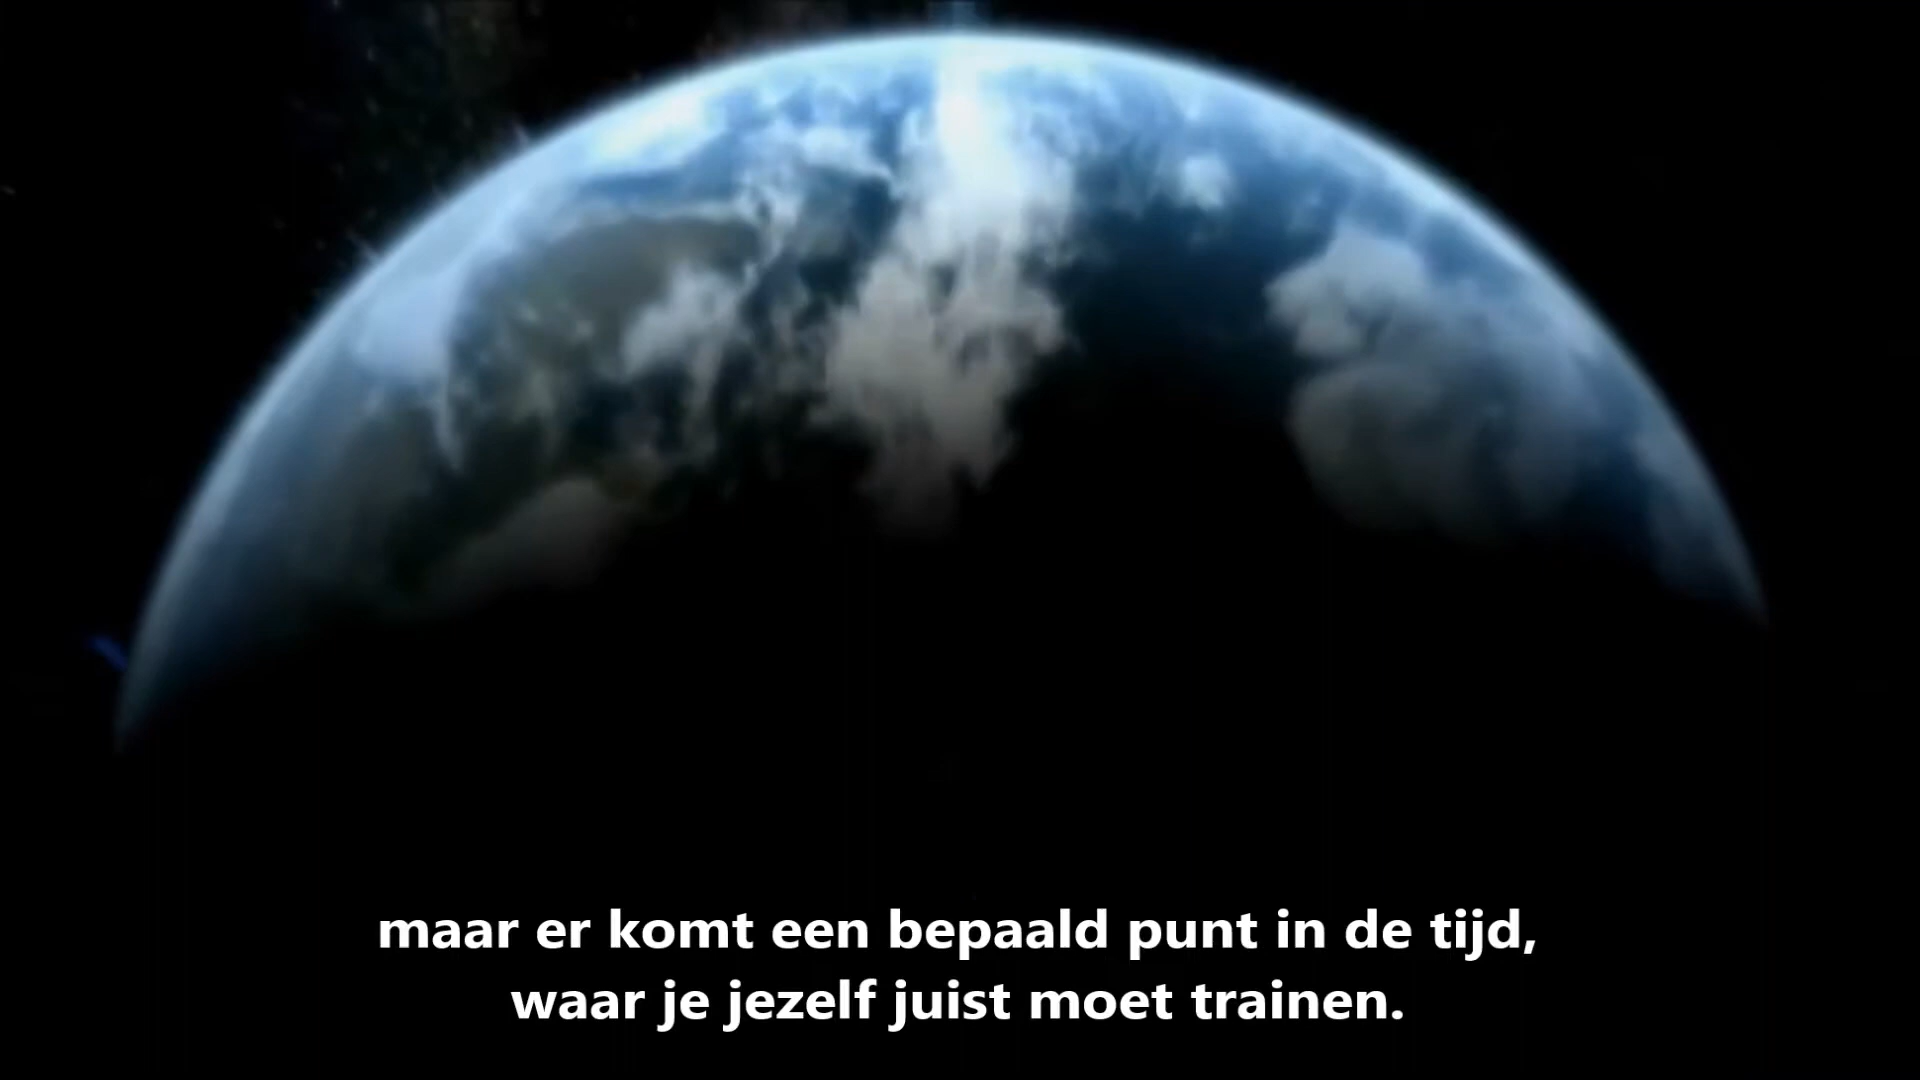 maar er komt een bepaald punt in de tijd,
waar je jezelf juist moet trainen.